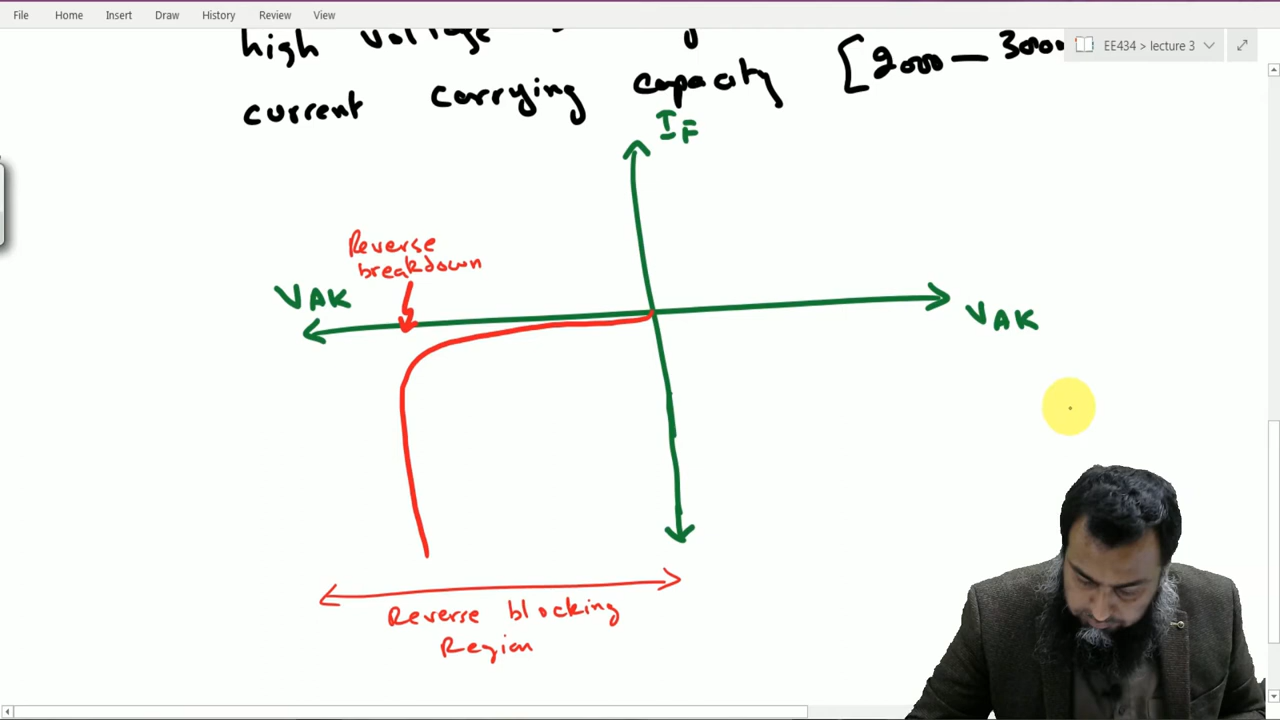 File Home Insert Draw History Review View
EE434 > lecture 3
high voltage
current carrying capacity [2000 — 3000
IF
Reverse
breakdown
VAK
VAK
Reverse blocking
Region